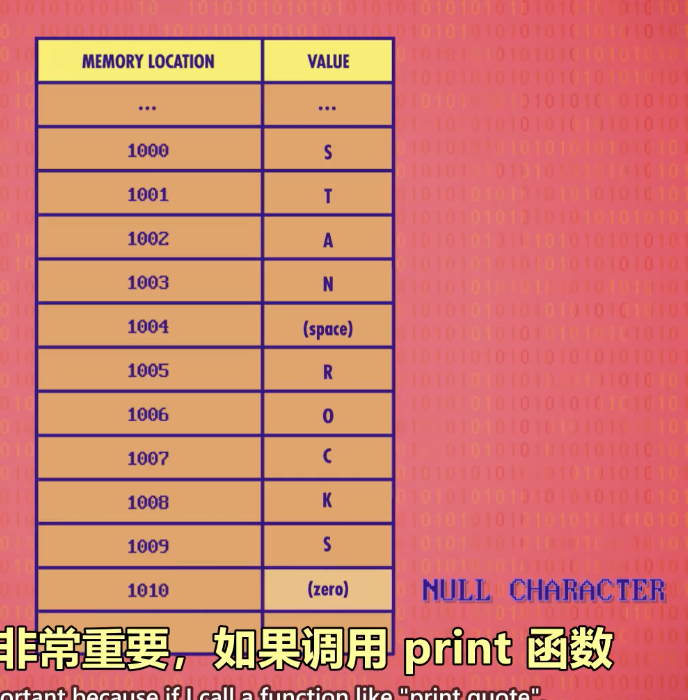 MEMORY LOCATION VALUE
... ...
1000 S
1001 T
1002 A
1003 N
1004 (space)
1005 R
1006 O
1007 C
1008 K
1009 S
1010 (zero) NULL CHARACTER
非常重要，如果调用 print 函数
because if I call a function like "print quote"